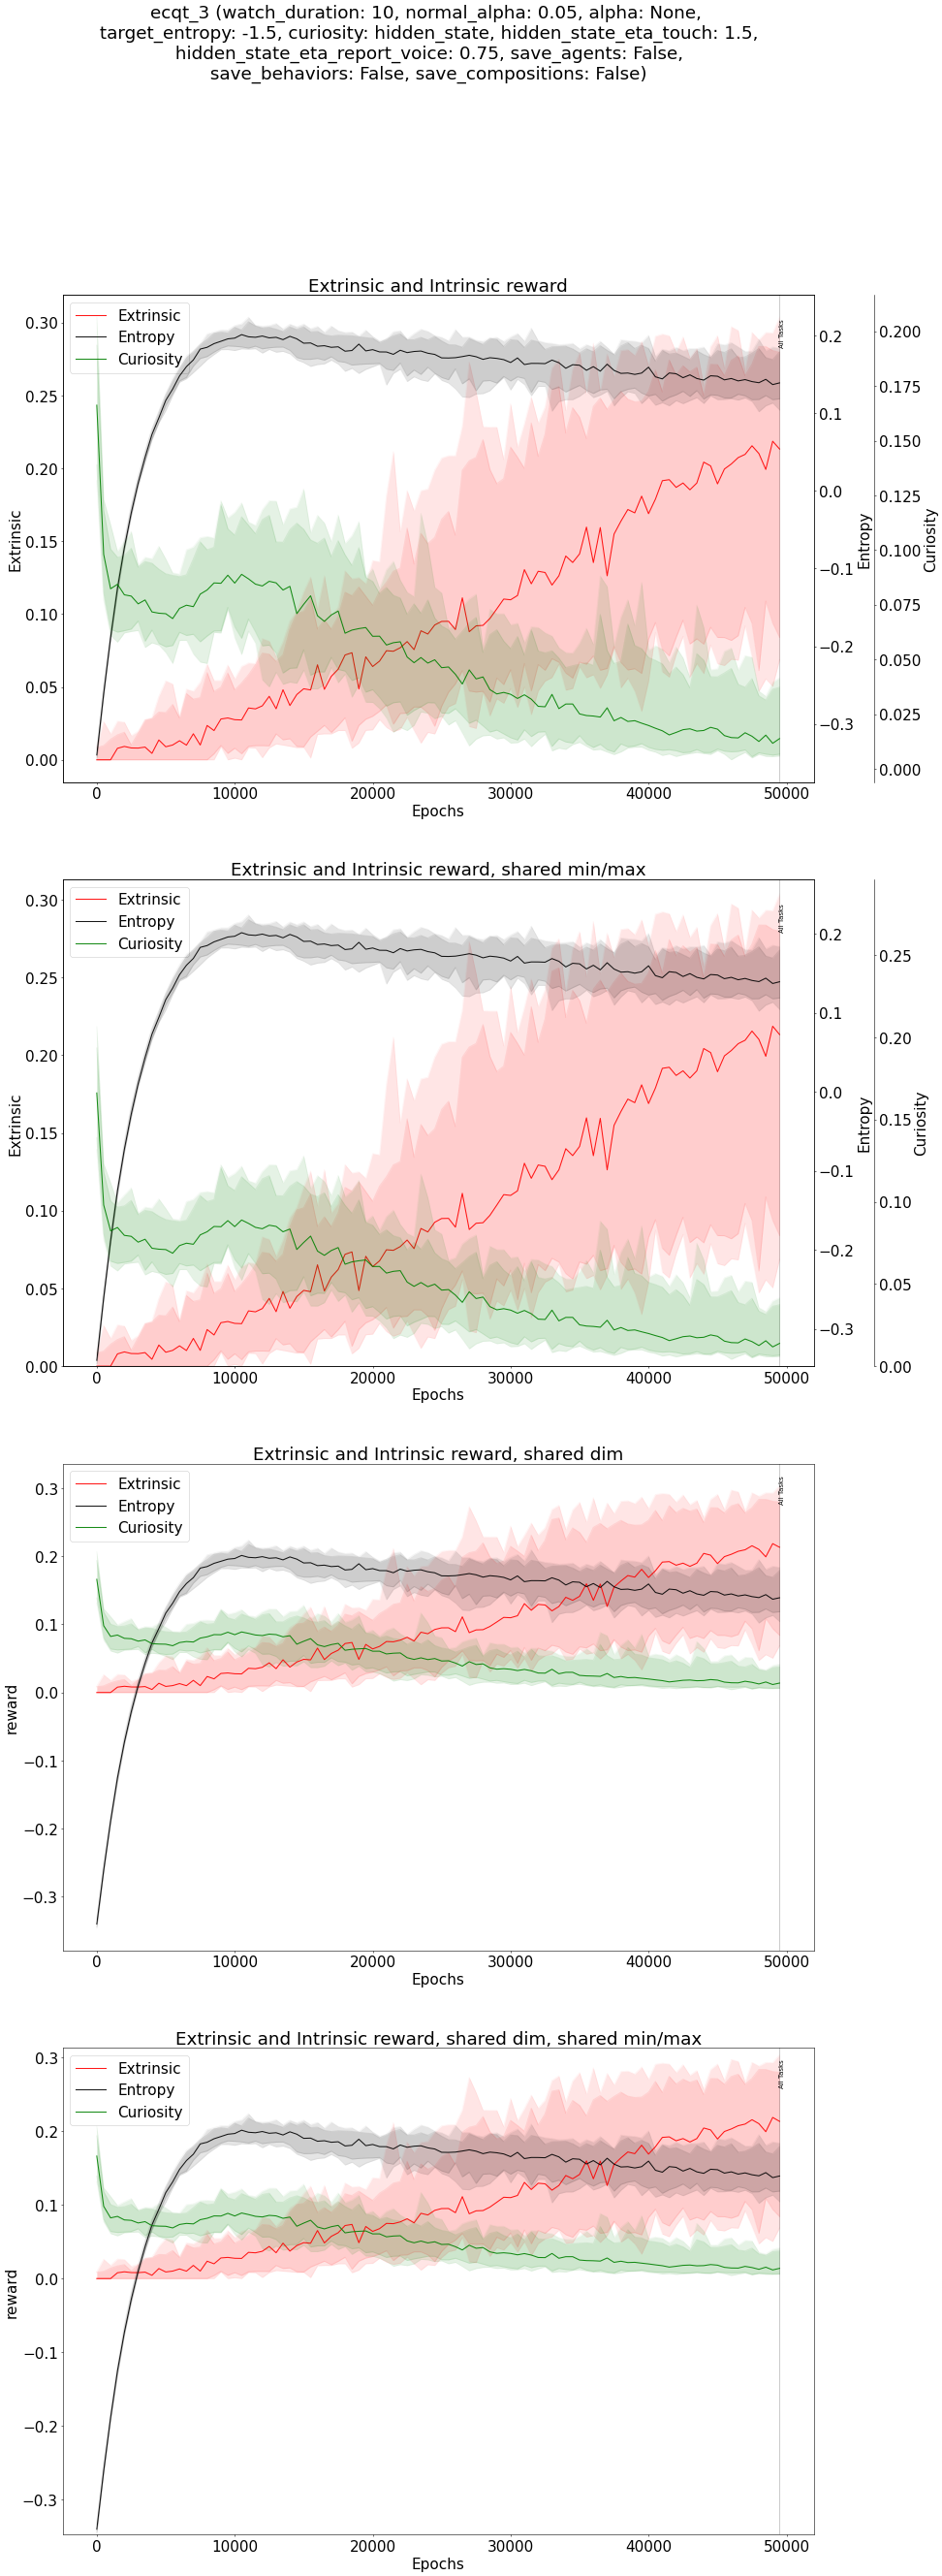 ecqt_3 (watch_duration: 10, normal_alpha: 0.05, alpha: None,
target_entropy: -1.5, curiosity: hidden_state, hidden_state_eta_touch: 1.5,
hidden_state_eta_report_voice: 0.75, save_agents: False,
save_behaviors: False, save_compositions: False)
Extrinsic and Intrinsic reward
Extrinsic
Entropy
Curiosity
All Tasks
0.30
0.25
0.20
0.15
0.10
0.05
0.00
Extrinsic
0.2
0.1
0.0
−0.1
−0.2
−0.3
Entropy
0.200
0.175
0.150
0.125
0.100
0.075
0.050
0.025
0.000
Curiosity
0 10000 20000 30000 40000 50000
Epochs
Extrinsic and Intrinsic reward, shared min/max
Extrinsic
Entropy
Curiosity
All Tasks
0.30
0.25
0.20
0.15
0.10
0.05
0.00
Extrinsic
0.2
0.1
0.0
−0.1
−0.2
−0.3
Entropy
0.25
0.20
0.15
0.10
0.05
0.00
Curiosity
0 10000 20000 30000 40000 50000
Epochs
Extrinsic and Intrinsic reward, shared dim
Extrinsic
Entropy
Curiosity
All Tasks
0.3
0.2
0.1
0.0
−0.1
−0.2
−0.3
reward
0 10000 20000 30000 40000 50000
Epochs
Extrinsic and Intrinsic reward, shared dim, shared min/max
Extrinsic
Entropy
Curiosity
All Tasks
0.3
0.2
0.1
0.0
−0.1
−0.2
−0.3
reward
0 10000 20000 30000 40000 50000
Epochs